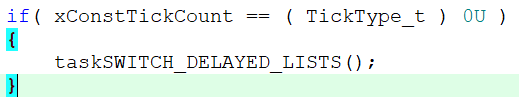 if( xConstTickCount == ( TickType_t ) 0U )
{
    taskSWITCH_DELAYED_LISTS();
}